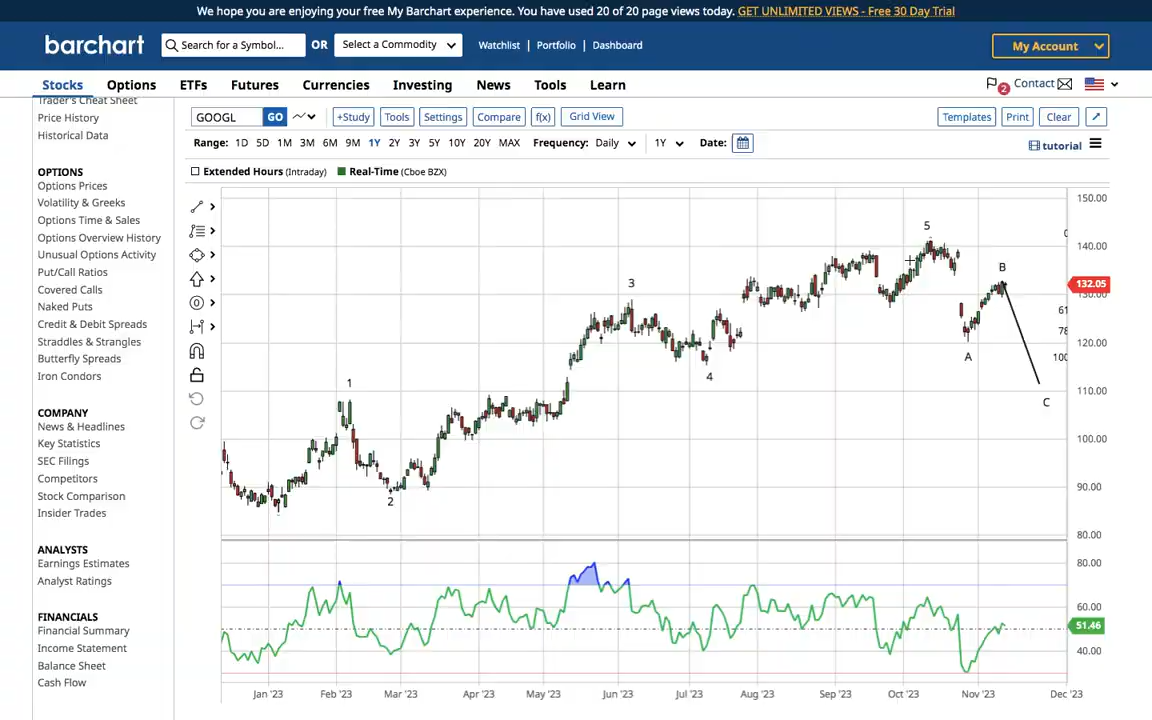 We hope you are enjoying your free My Barchart experience. You have used 20 of 20 page views today. GET UNLIMITED VIEWS - Free 30 Day Trial
barchart Search for a Symbol... OR Select a Commodity Watchlist | Portfolio | Dashboard My Account
Stocks Options ETFs Futures Currencies Investing News Tools Learn 2 Contact
Trader's Cheat Sheet
Price History
Historical Data
OPTIONS
Options Prices
Volatility & Greeks
Options Time & Sales
Options Overview History
Unusual Options Activity
Put/Call Ratios
Covered Calls
Naked Puts
Credit & Debit Spreads
Straddles & Strangles
Butterfly Spreads
Iron Condors
COMPANY
News & Headlines
Key Statistics
SEC Filings
Competitors
Stock Comparison
Insider Trades
ANALYSTS
Earnings Estimates
Analyst Ratings
FINANCIALS
Financial Summary
Income Statement
Balance Sheet
Cash Flow
GOOGL GO +Study Tools Settings Compare f(x) Grid View Templates Print Clear
Range: 1D 5D 1M 3M 6M 9M 1Y 2Y 3Y 5Y 10Y 20Y MAX Frequency: Daily 1Y Date: tutorial
Extended Hours (Intraday) Real-Time (Cboe BZX)
150.00
5
0
140.00
B
3
132.05
130.00
61
78
120.00
A
100
4
1
110.00
C
100.00
2
90.00
80.00
80.00
60.00
51.46
40.00
Jan '23 Feb '23 Mar '23 Apr '23 May '23 Jun '23 Jul '23 Aug '23 Sep '23 Oct '23 Nov '23 Dec '23